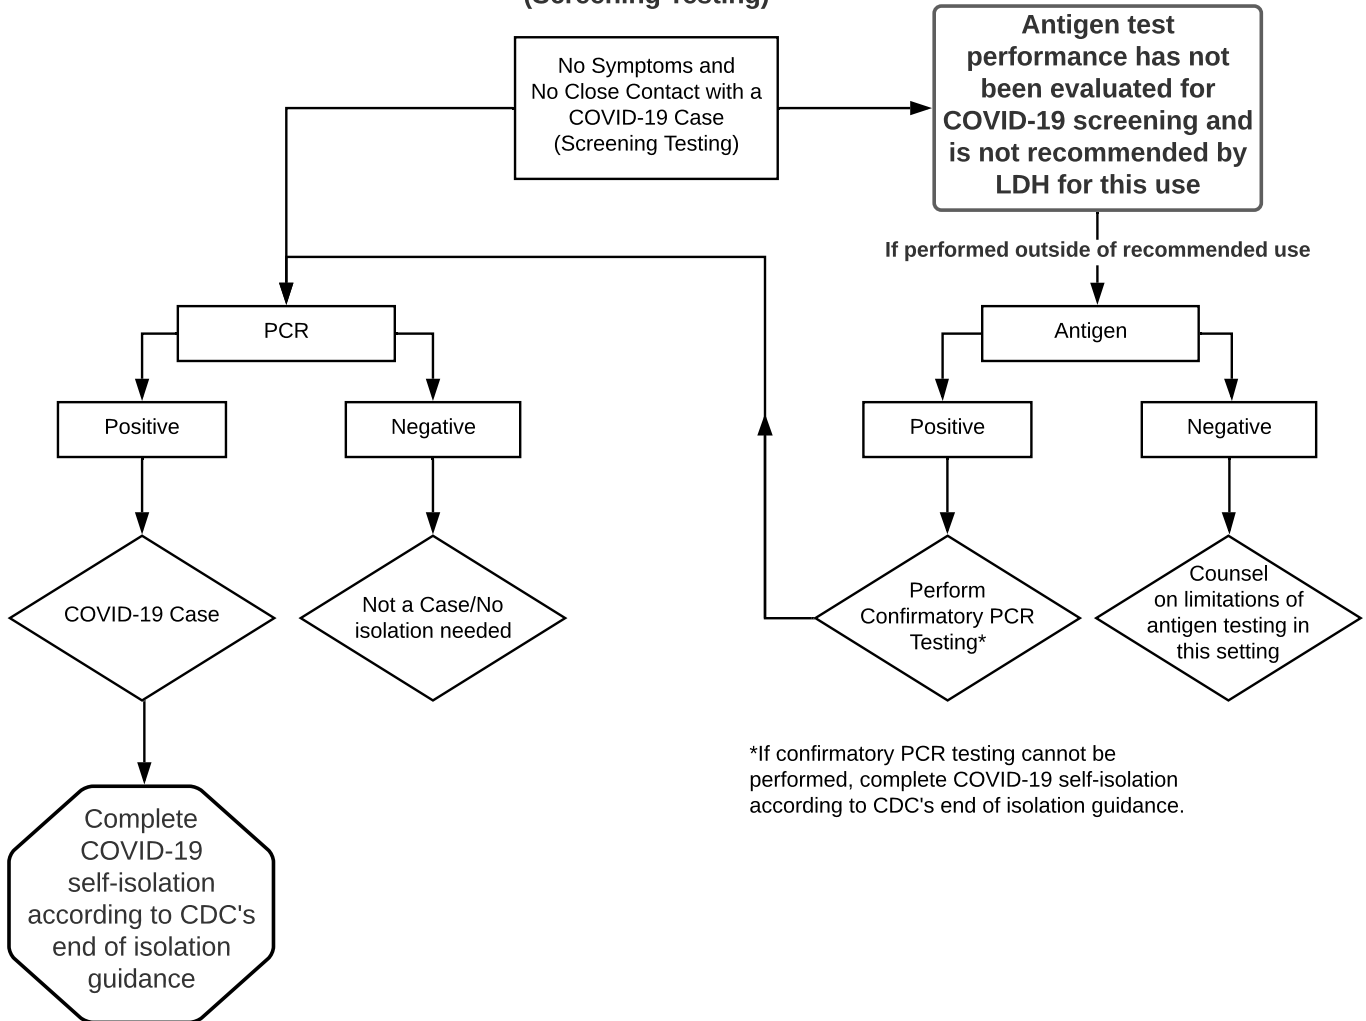 (Screening Testing)
No Symptoms and
No Close Contact with a
COVID-19 Case
(Screening Testing)
Antigen test
performance has not
been evaluated for
COVID-19 screening and
is not recommended by
LDH for this use
If performed outside of recommended use
PCR
Antigen
Positive
Negative
Positive
Negative
COVID-19 Case
Not a Case/No
isolation needed
Perform
Confirmatory PCR
Testing*
Counsel
on limitations of
antigen testing in
this setting
*If confirmatory PCR testing cannot be
performed, complete COVID-19 self-isolation
according to CDC's end of isolation guidance.
Complete
COVID-19
self-isolation
according to CDC's
end of isolation
guidance